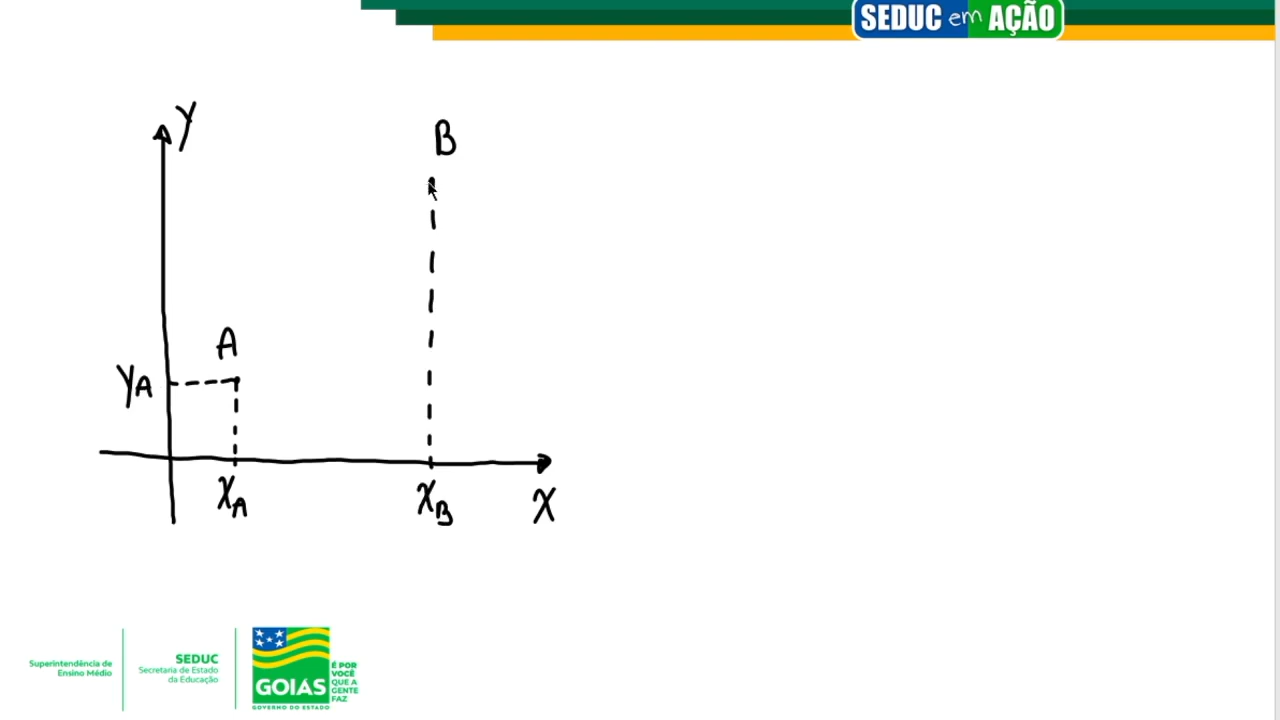 SEDUC em AÇÃO
Y
B
A
YA
XA
XB
X
Superintendência de
Ensino Médio
SEDUC
Secretaria de Estado
da Educação
GOIÁS
GOVERNO DO ESTADO
É POR
VOCÊ
QUE A
GENTE
FAZ